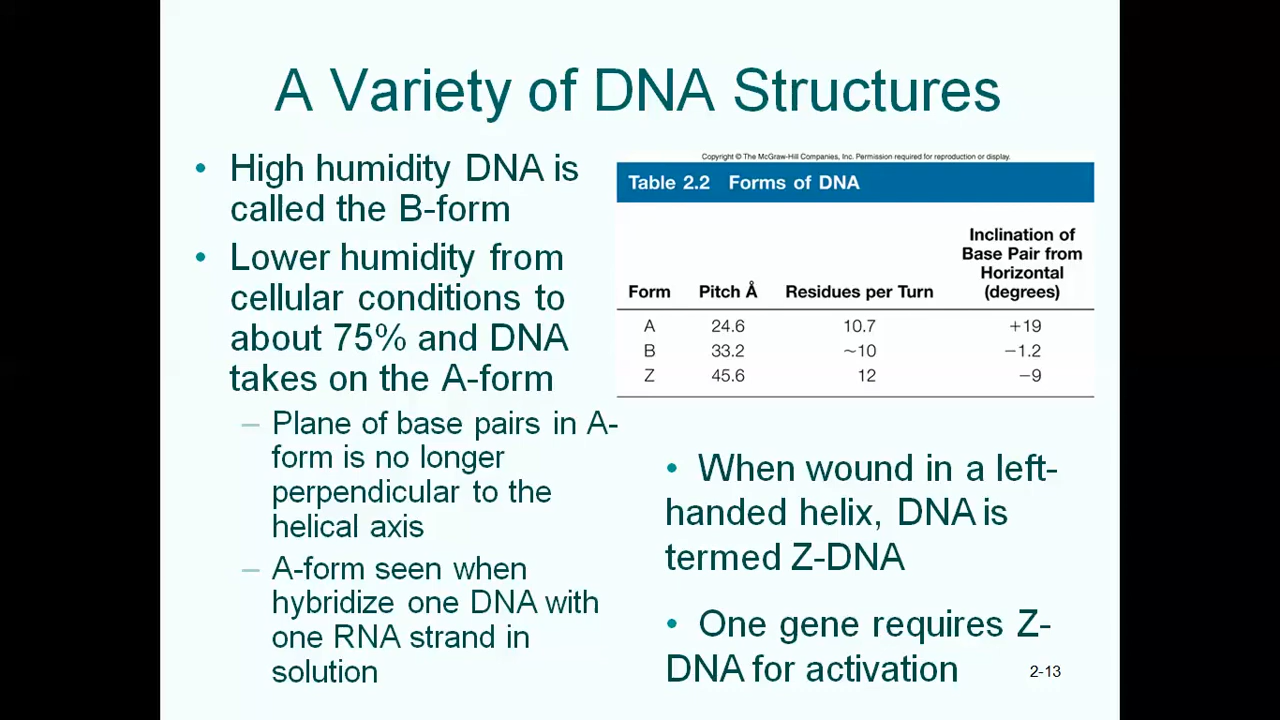 A Variety of DNA Structures
• High humidity DNA is
called the B-form
• Lower humidity from
cellular conditions to
about 75% and DNA
takes on the A-form
– Plane of base pairs in A-
form is no longer
perpendicular to the
helical axis
– A-form seen when
hybridize one DNA with
one RNA strand in
solution
Copyright © The McGraw-Hill Companies, Inc. Permission required for reproduction or display.
Table 2.2 Forms of DNA
Inclination of
Base Pair from
Horizontal
Form Pitch Å Residues per Turn (degrees)
A 24.6 10.7 +19
B 33.2 ~10 −1.2
Z 45.6 12 −9
• When wound in a left-
handed helix, DNA is
termed Z-DNA
• One gene requires Z-
DNA for activation
2-13